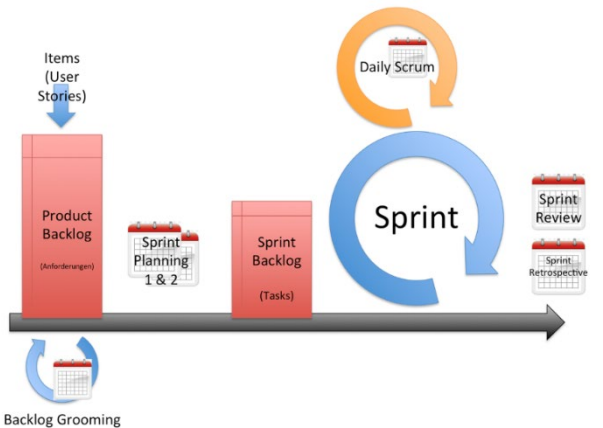 Items
(User
Stories)
Daily Scrum
Product
Backlog
(Anforderungen)
Sprint
Planning
1 & 2
Sprint
Backlog
(Tasks)
Sprint
Sprint
Review
Sprint
Retrospective
Backlog Grooming